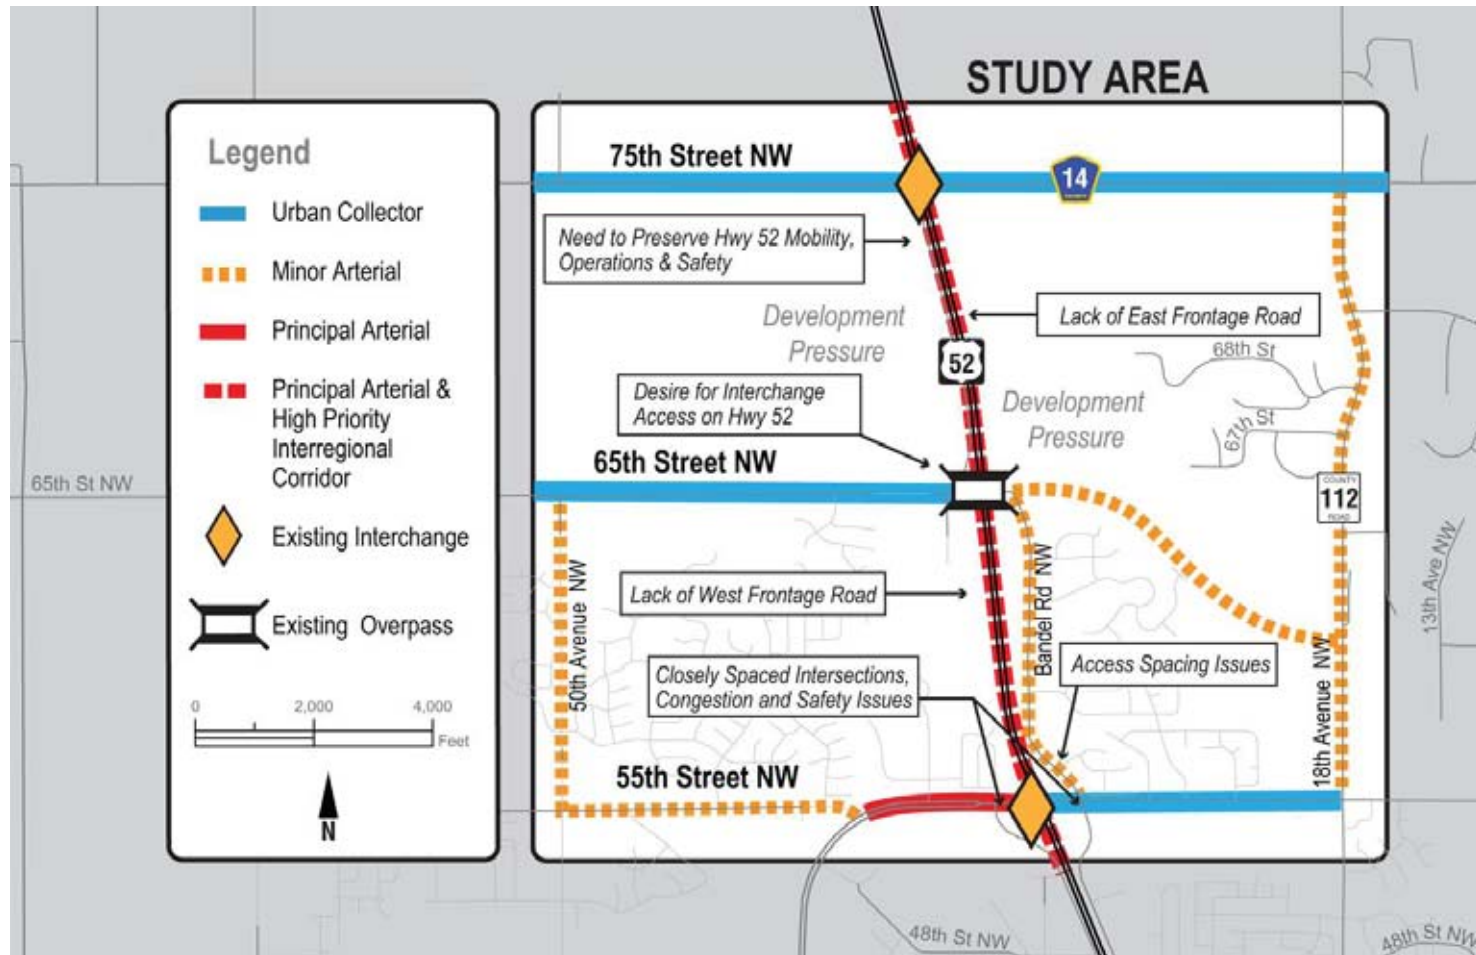 STUDY AREA
Legend
Urban Collector
Minor Arterial
Principal Arterial
Principal Arterial &
High Priority
Interregional
Corridor
Existing Interchange
Existing Overpass
0 2,000 4,000
Feet
N
75th Street NW
14
Need to Preserve Hwy 52 Mobility,
Operations & Safety
Development
Pressure
Lack of East Frontage Road
52
68th St
Desire for Interchange
Access on Hwy 52
Development
Pressure
67th St
65th Street NW
65th St NW
COUNTY
112
ROAD
13th Ave NW
50th Avenue NW
Lack of West Frontage Road
Bandel Rd NW
Closely Spaced Intersections,
Congestion and Safety Issues
Access Spacing Issues
18th Avenue NW
55th Street NW
48th St NW
48th St NW